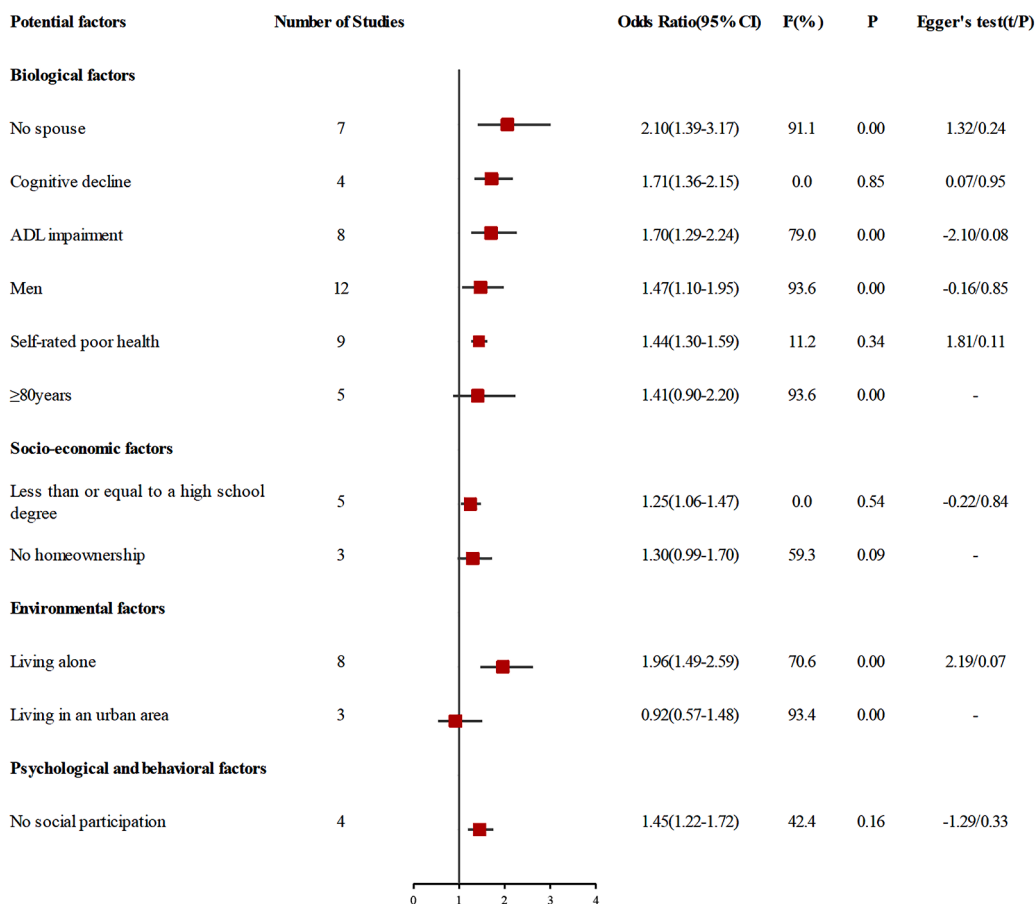 Potential factors Number of Studies Odds Ratio(95%CI) I²(%) P Egger's test(t/P)
Biological factors
No spouse 7 2.10(1.39-3.17) 91.1 0.00 1.32/0.24
Cognitive decline 4 1.71(1.36-2.15) 0.0 0.85 0.07/0.95
ADL impairment 8 1.70(1.29-2.24) 79.0 0.00 -2.10/0.08
Men 12 1.47(1.10-1.95) 93.6 0.00 -0.16/0.85
Self-rated poor health 9 1.44(1.30-1.59) 11.2 0.34 1.81/0.11
≥80years 5 1.41(0.90-2.20) 93.6 0.00 -
Socio-economic factors
Less than or equal to a high school
degree 5 1.25(1.06-1.47) 0.0 0.54 -0.22/0.84
No homeownership 3 1.30(0.99-1.70) 59.3 0.09 -
Environmental factors
Living alone 8 1.96(1.49-2.59) 70.6 0.00 2.19/0.07
Living in an urban area 3 0.92(0.57-1.48) 93.4 0.00 -
Psychological and behavioral factors
No social participation 4 1.45(1.22-1.72) 42.4 0.16 -1.29/0.33
0 1 2 3 4